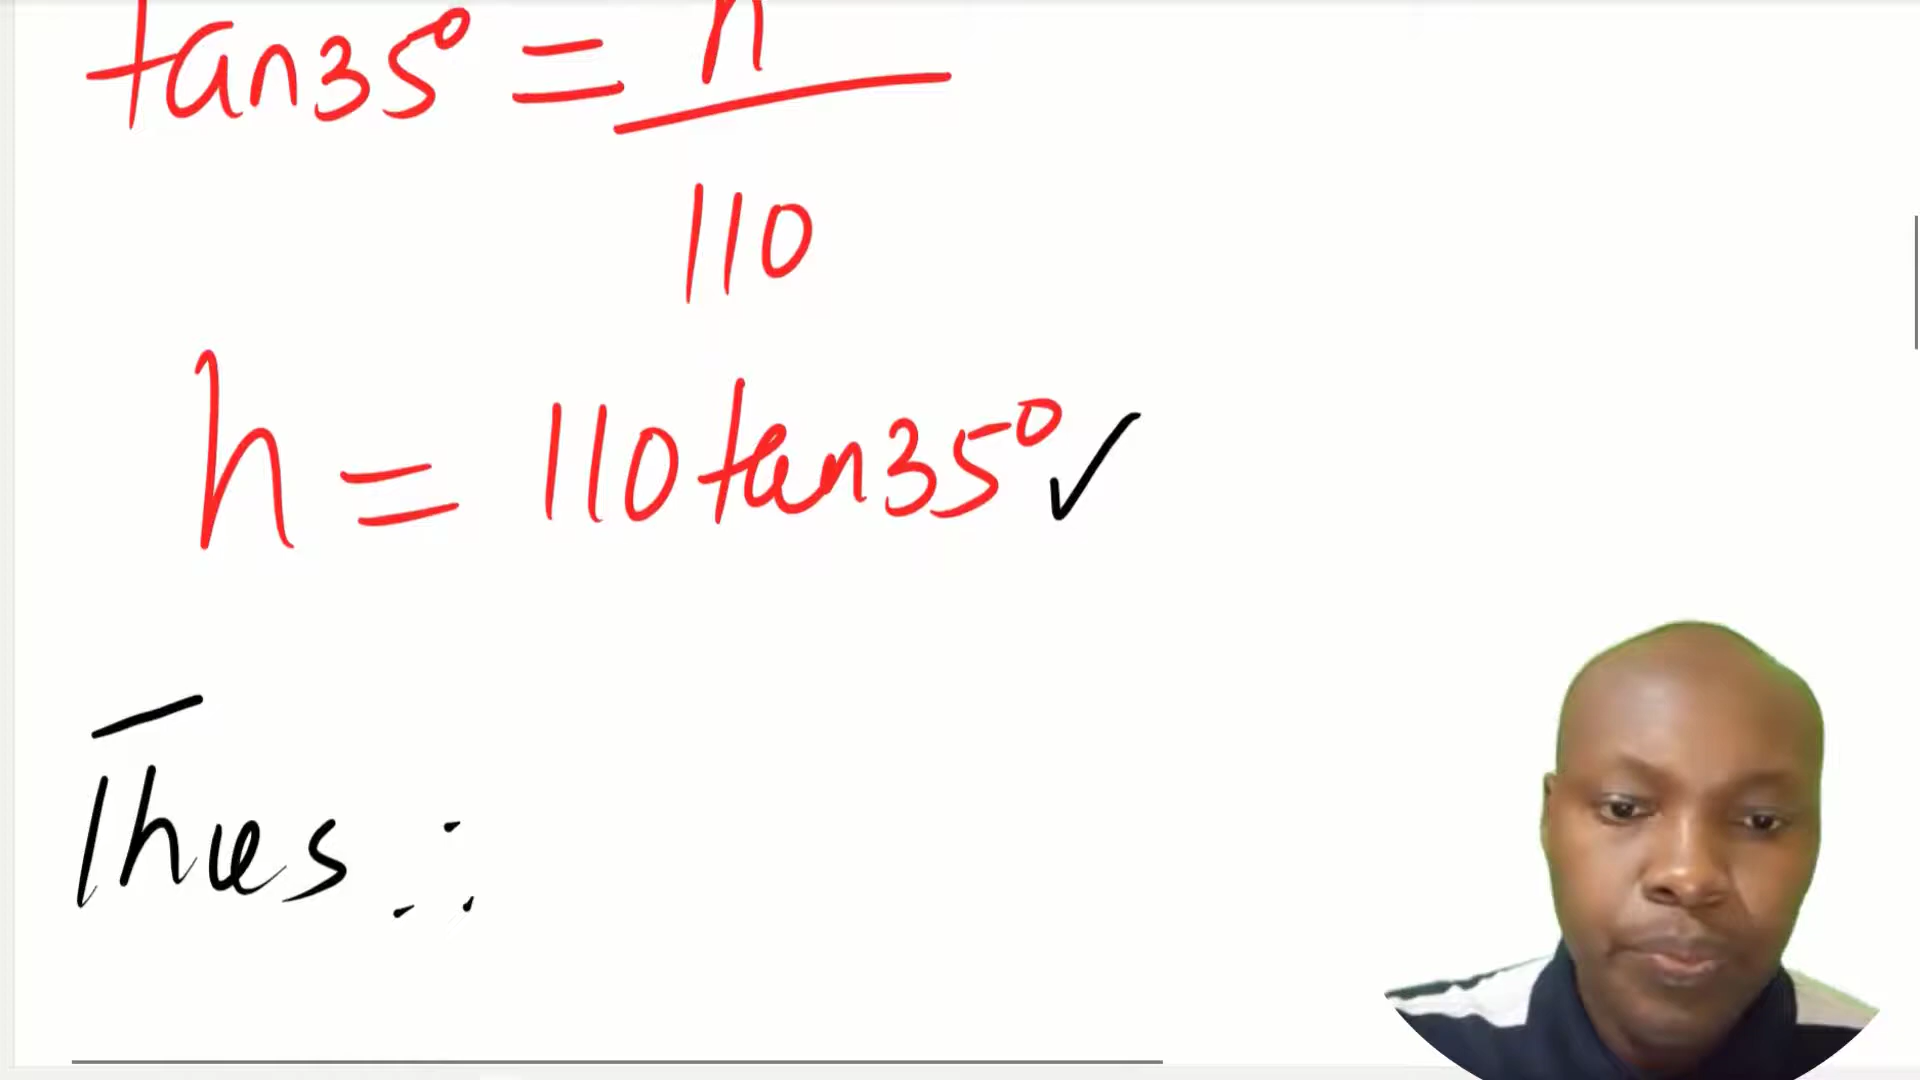 tan35° = h
110
h = 110tan35° ✓
Thus ∴